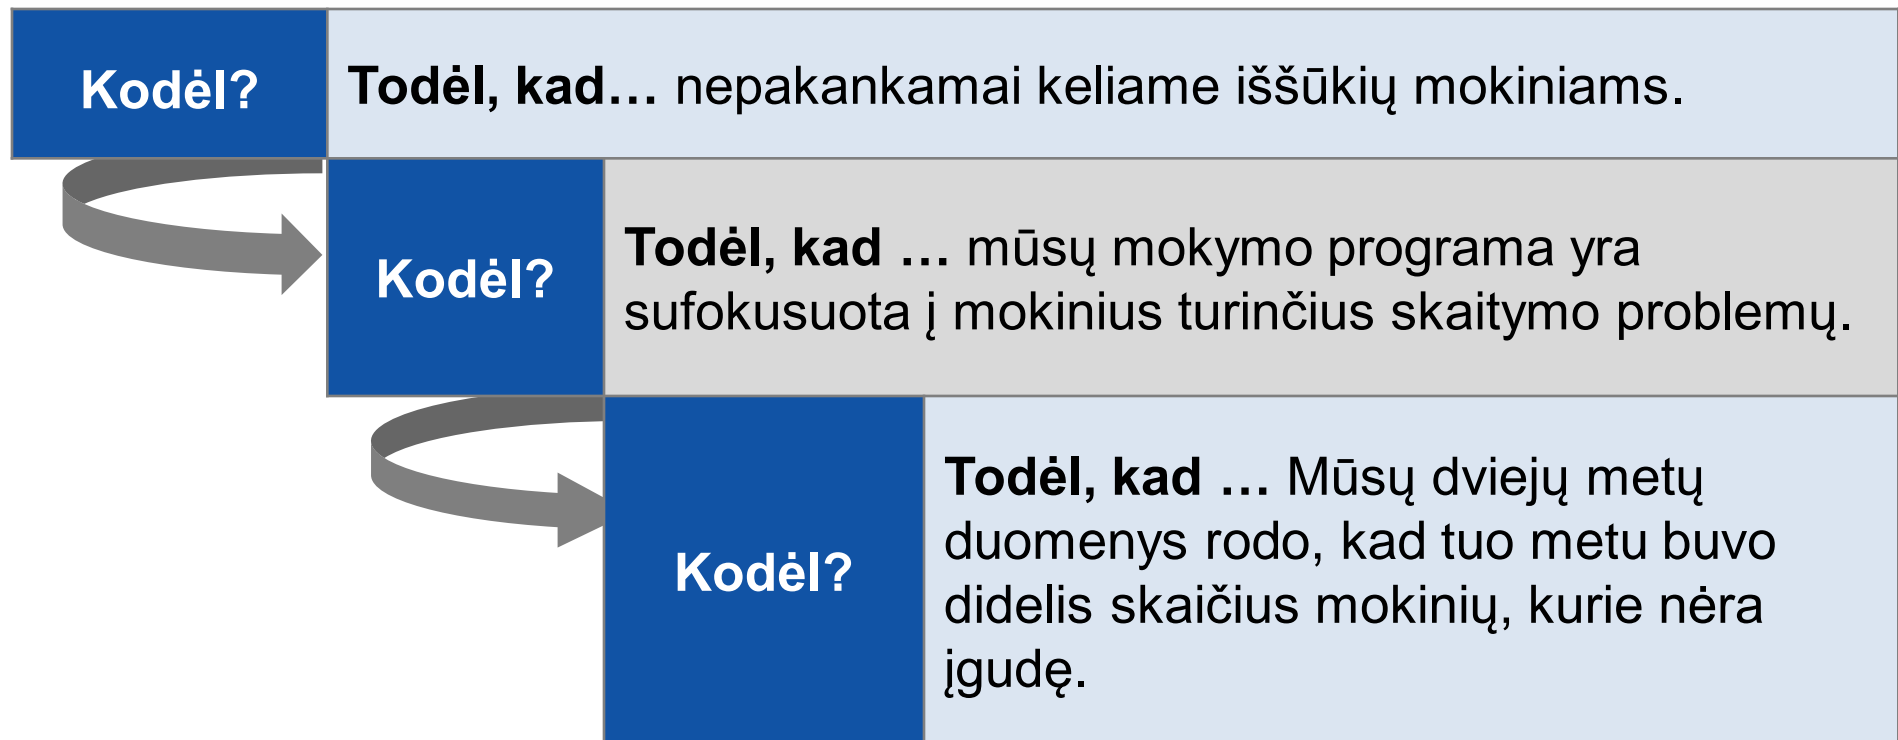 Kodėl?
Todėl, kad… nepakankamai keliame iššūkių mokiniams.
Kodėl?
Todėl, kad … mūsų mokymo programa yra
sufokusuota į mokinius turinčius skaitymo problemų.
Kodėl?
Todėl, kad … Mūsų dviejų metų
duomenys rodo, kad tuo metu buvo
didelis skaičius mokinių, kurie nėra
įgudę.